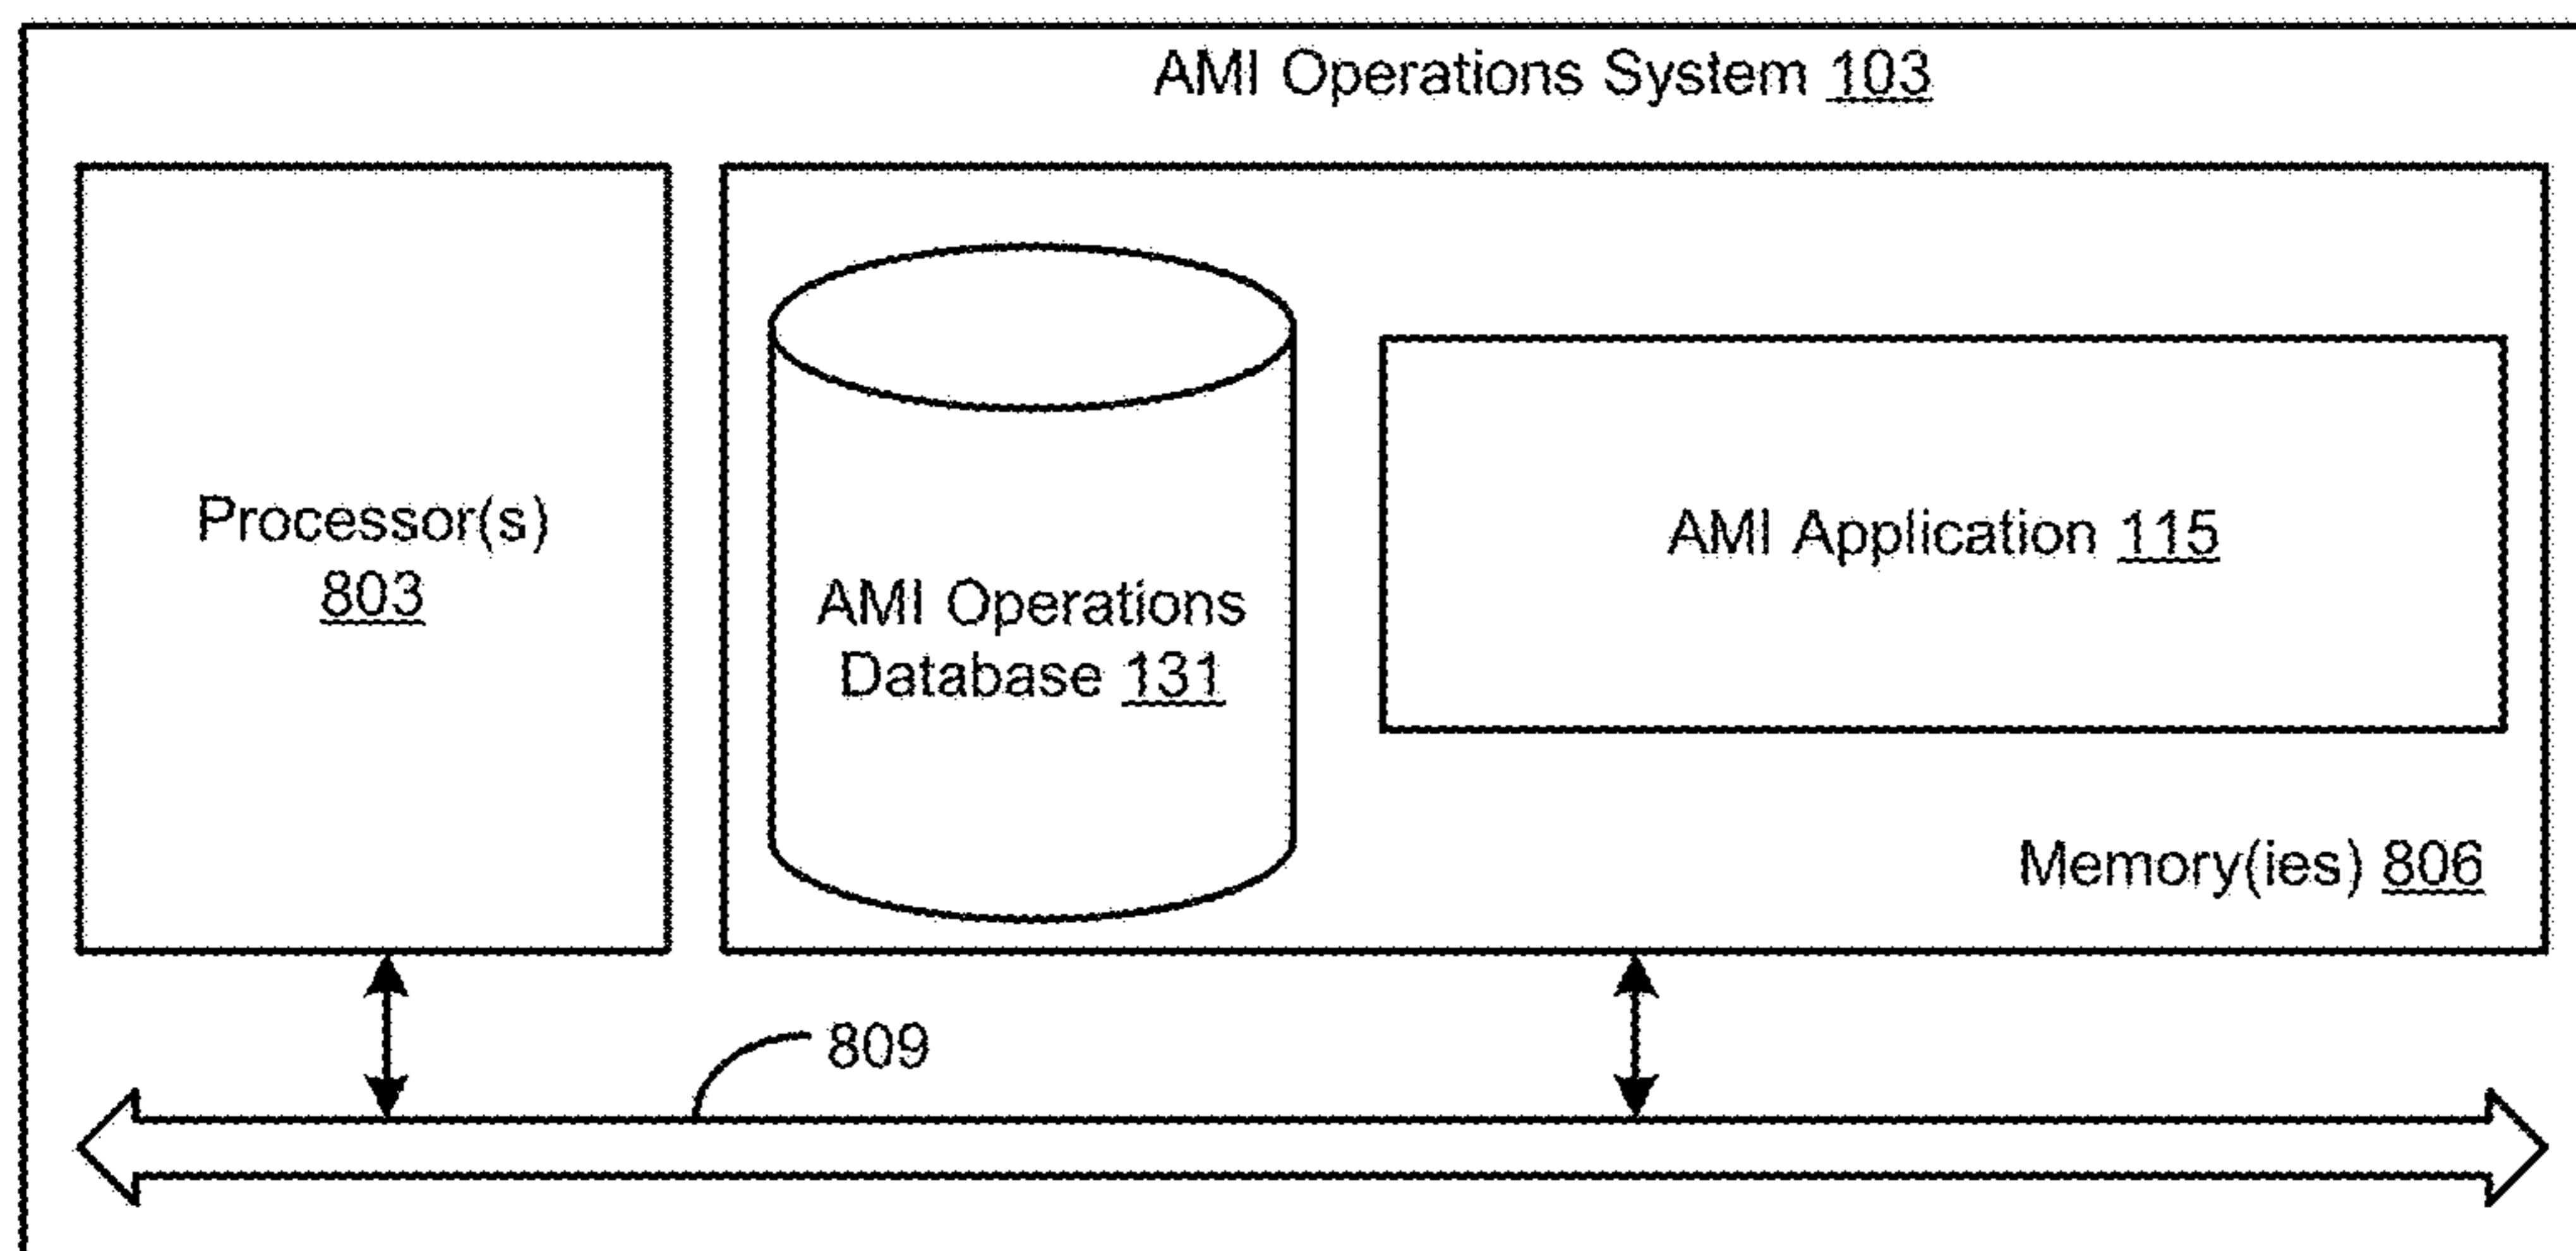 AMI Operations System 103
Processor(s)
803
AMI Operations
Database 131
AMI Application 115
Memory(ies) 806
809